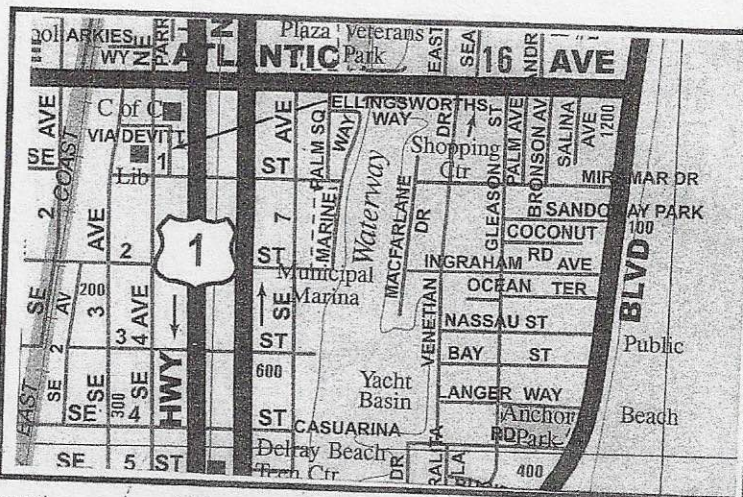 ARKIES
WY
NE
PARR
Plaza
Veterans
Park
EAST
SEA
16
ATLANTIC AVE
C of C
VIA DEVITT
Lib
1
SE
AVE
COAST
2
AVE
ST
AVE
PALM SQ
ELLINGSWORTHS
WAY
WAY
MARINE
Waterway
MACFARLANE
DR
DR
Shopping
Ctr
GLEASON
ST
PALM AVE
BRONSON AV
SALINA
AVE
1200
MIRAMAR DR
SANDOWAY PARK
COCONUT
RD
100
INGRAHAM AVE
OCEAN TER
BLVD
1
2
7
ST
SE
Municipal
Marina
VENETIAN
NASSAU ST
BAY ST
Public
Beach
SE
2
AV
200
3
SE
3
4 AVE
SE
HWY
ST
600
Yacht
Basin
LANGER WAY
Anchor
Park
RD
EAST
SE
2
SE
300
4
ST
CASUARINA
Delray Beach
Tech Ctr
DR
400
SE 5 ST